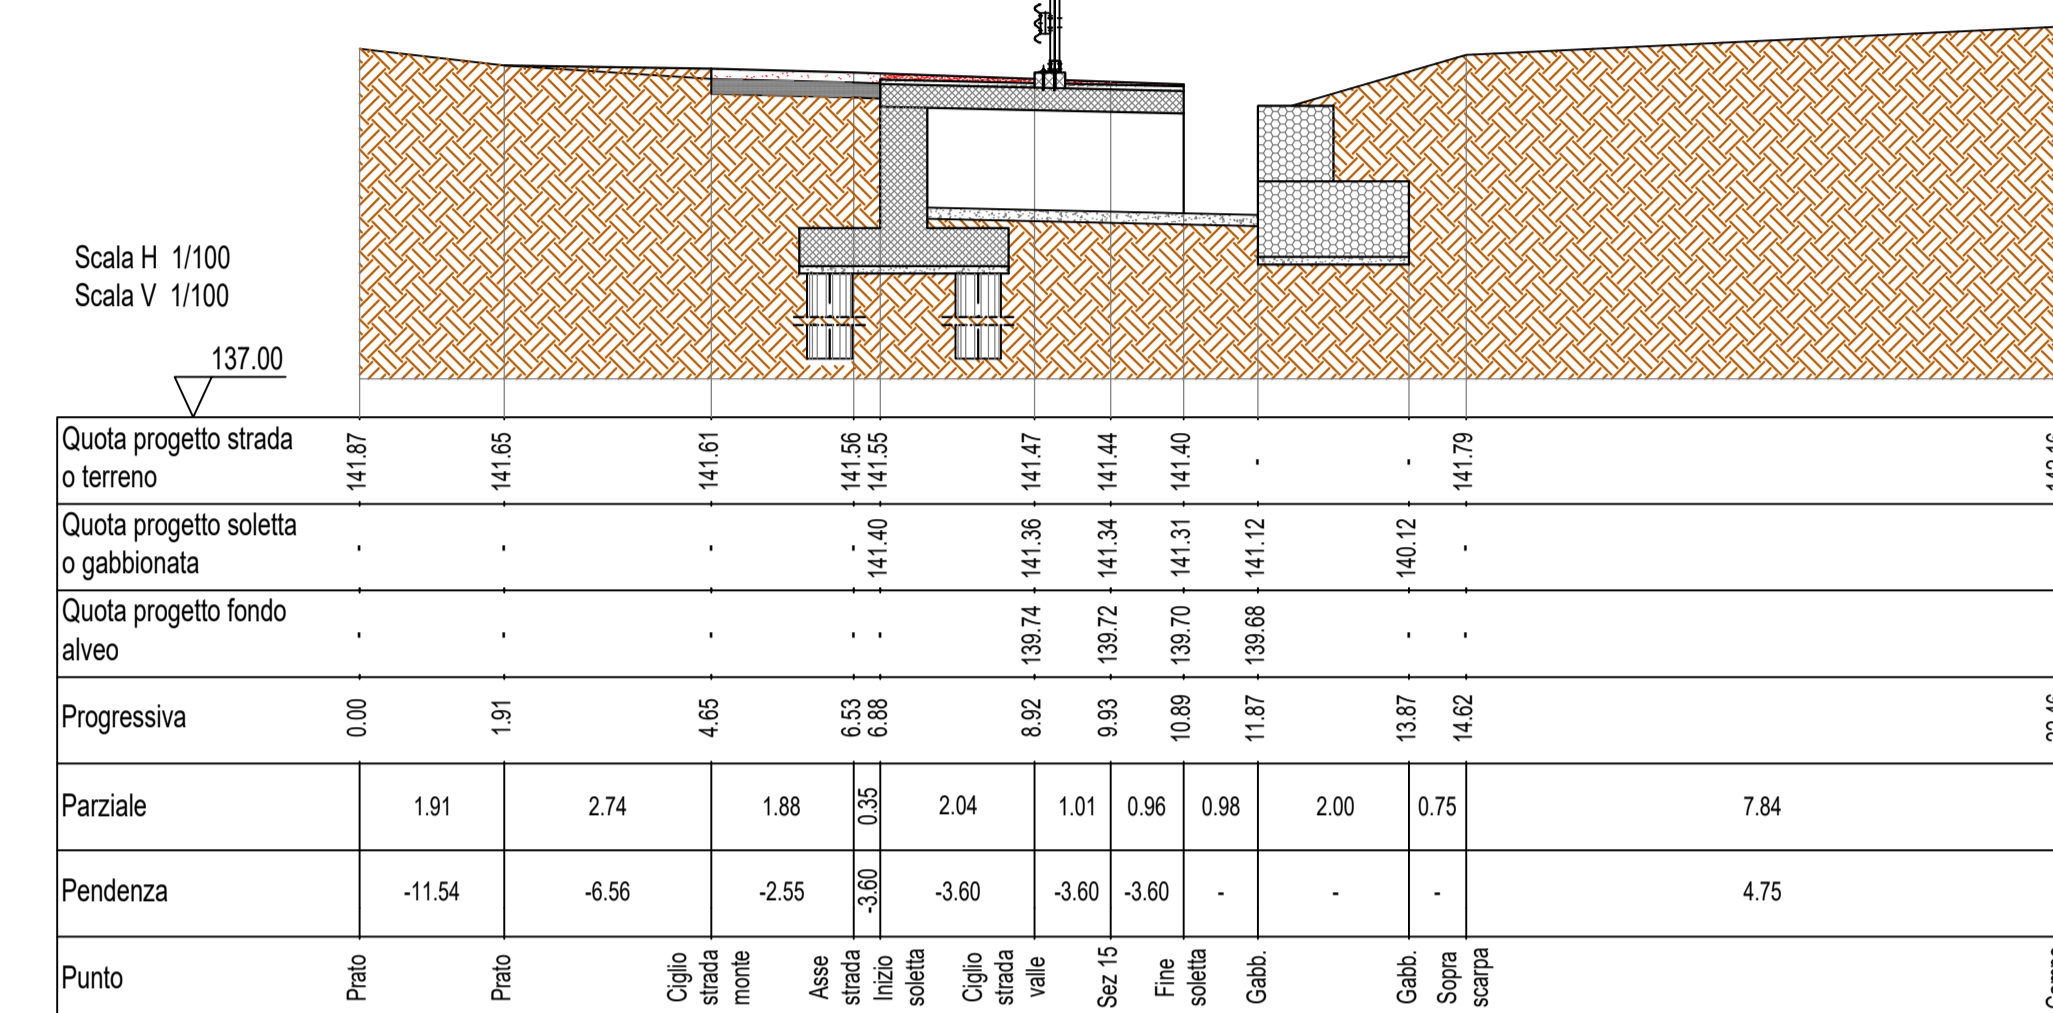 Scala H 1/100
Scala V 1/100
137.00
Quota progetto strada
o terreno
141.87 141.65 141.61 141.56 141.55 141.47 141.44 141.40 - - 141.79
Quota progetto soletta
o gabbionata
- - - - 141.40 141.36 141.34 141.31 141.12 140.12 -
Quota progetto fondo
alveo
- - - - - 139.74 139.72 139.70 139.68 - -
Progressiva 0.00 1.91 4.65 6.53 6.88 8.92 9.93 10.89 11.87 13.87 14.62
Parziale 1.91 2.74 1.88 0.35 2.04 1.01 0.96 0.98 2.00 0.75 7.84
Pendenza -11.54 -6.56 -2.55 -3.60 -3.60 -3.60 -3.60 - - - 4.75
Punto
Prato
Prato
Ciglio
strada
monte
Asse
strada
Inizio
soletta
Ciglio
strada
valle
Sez 15
Fine
soletta
Gabb.
Gabb.
Sopra
scarpa